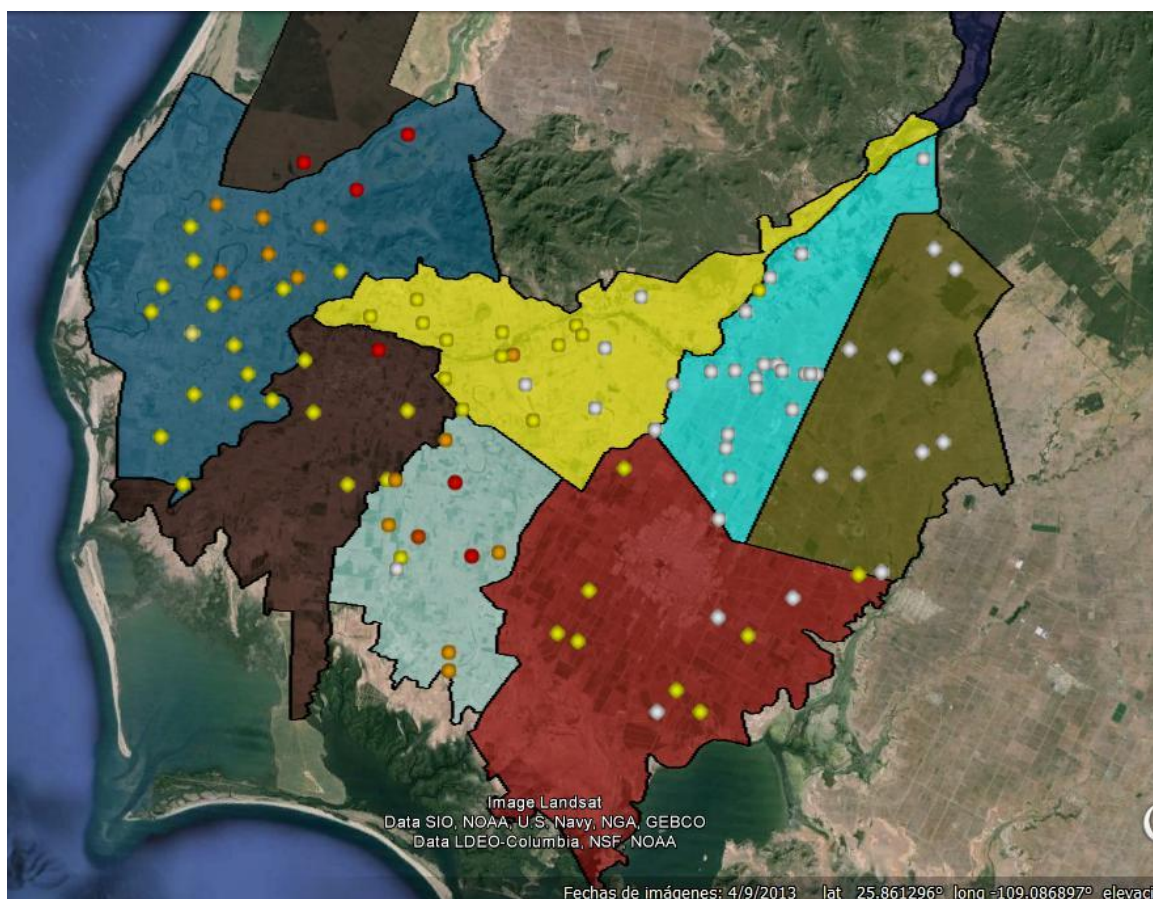 Image Landsat
Data SIO, NOAA, U.S. Navy, NGA, GEBCO
Data LDEO-Columbia, NSF, NOAA
Fechas de imágenes: 4/9/2013 lat 25.861296° long -109.086897° elevaci